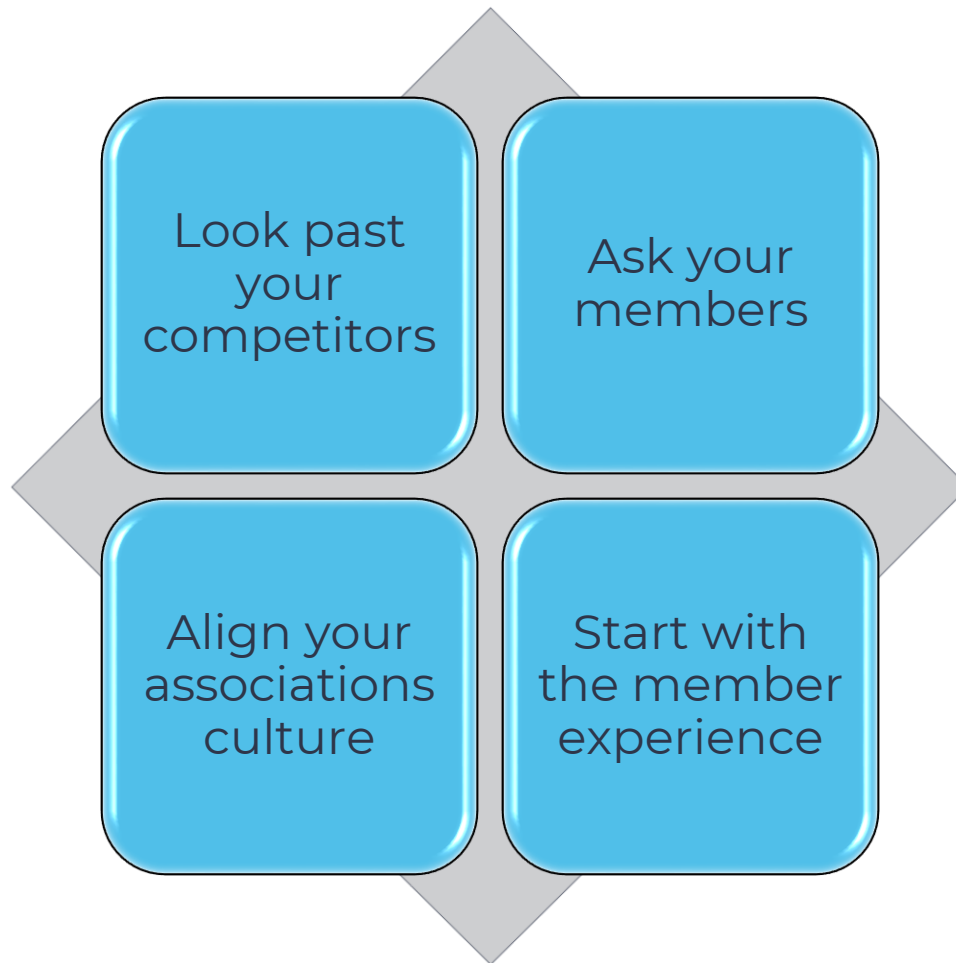 Look past
your
competitors
Ask your
members
Align your
associations
culture
Start with
the member
experience